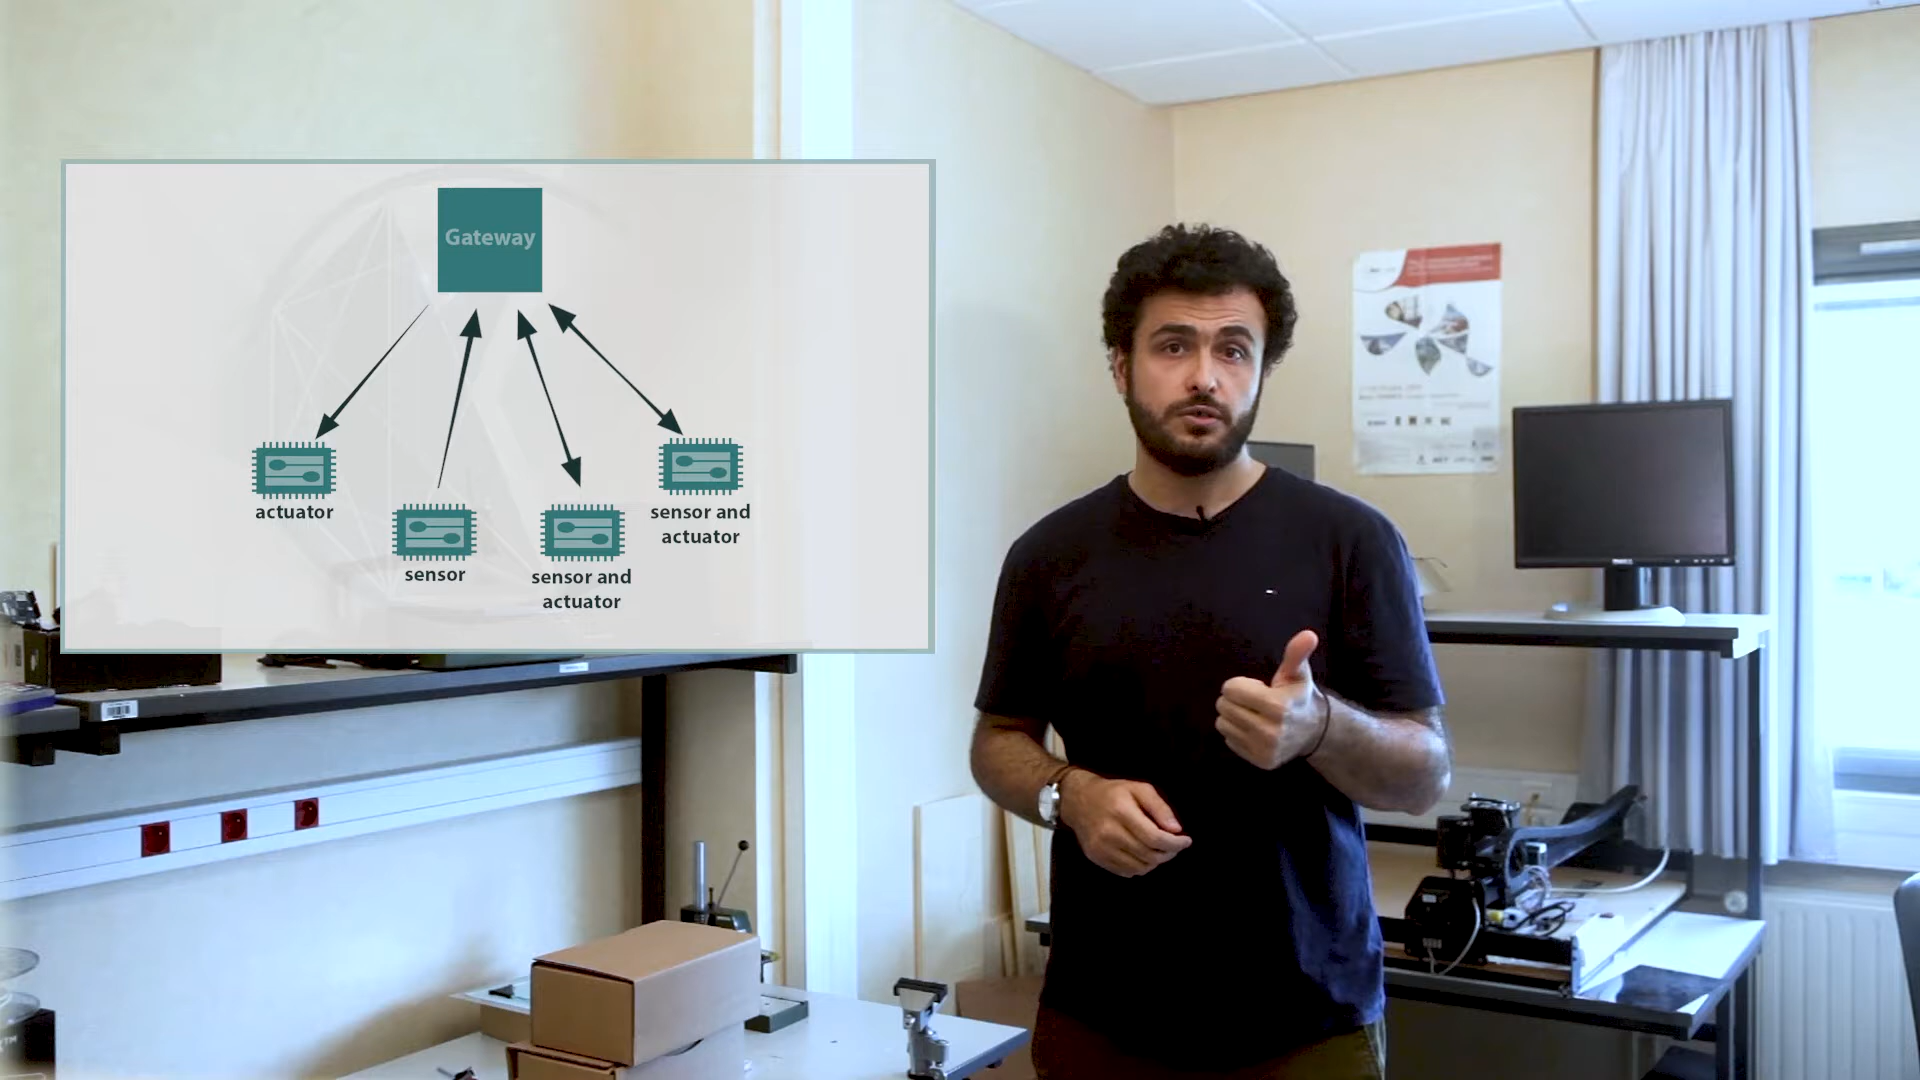 Gateway
actuator
sensor
sensor and
actuator
sensor and
actuator